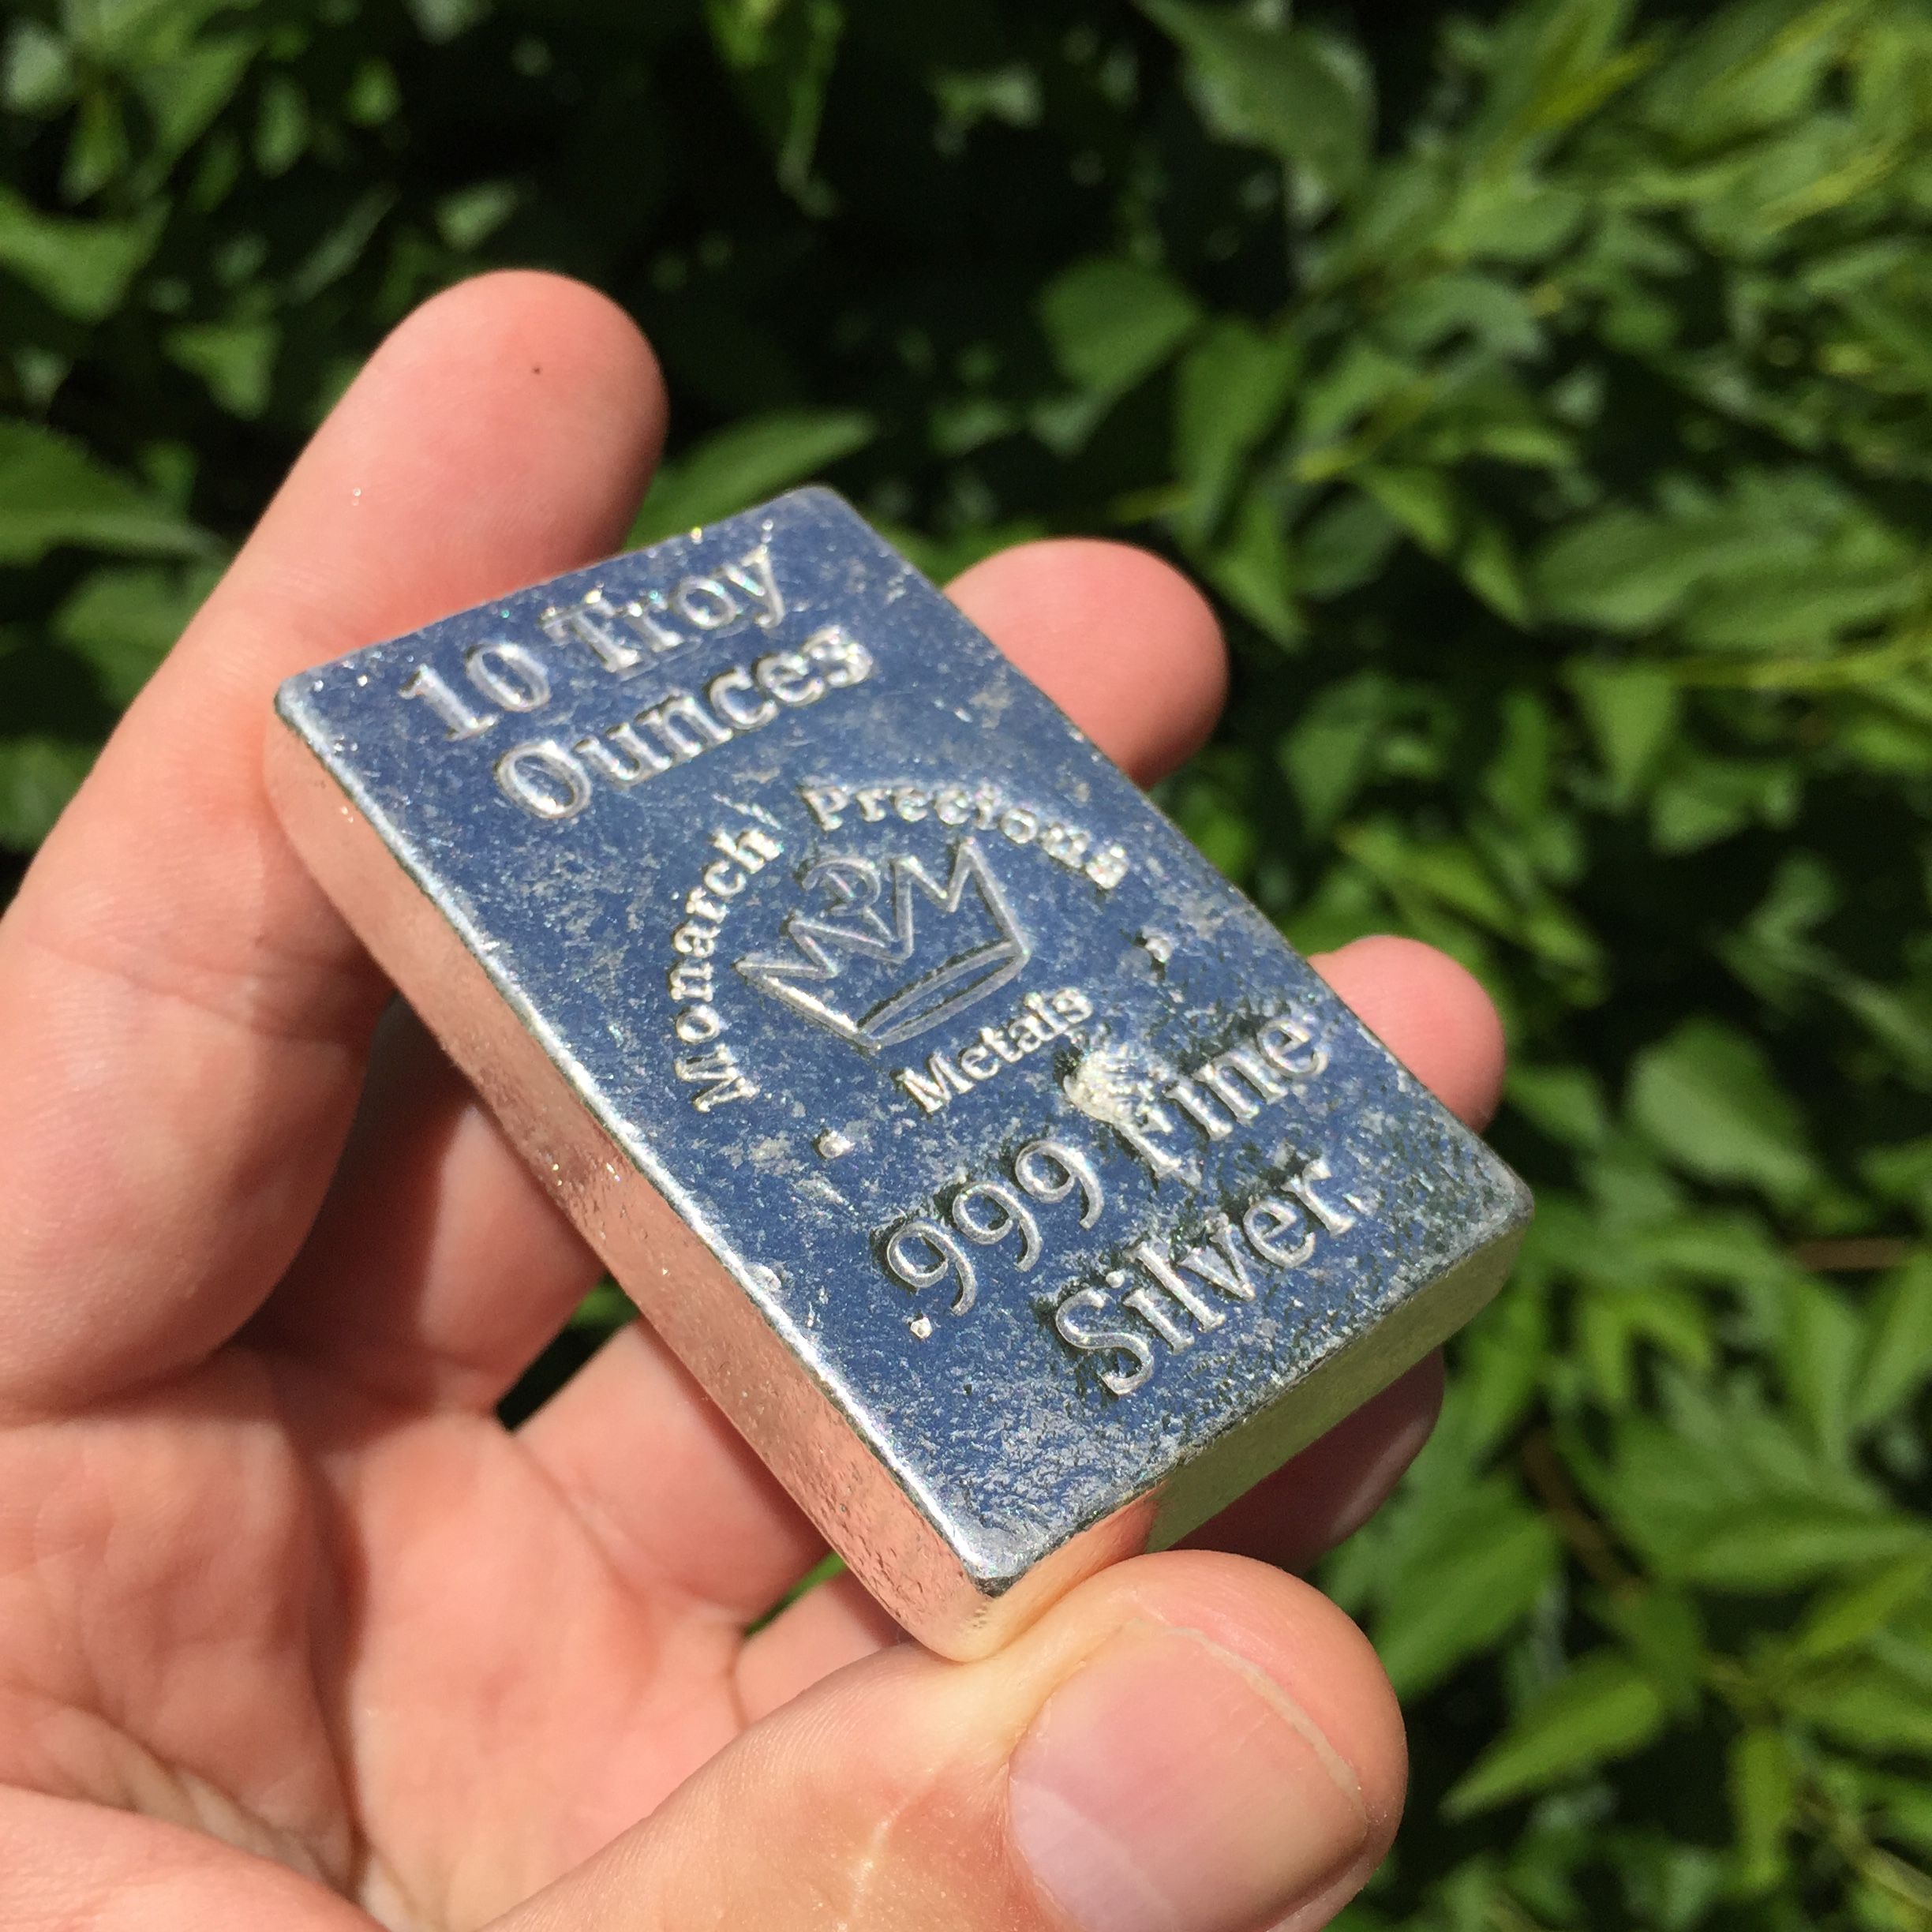 10 Troy
Ounces
Monarch Precious
Metals
999 Fine
Silver